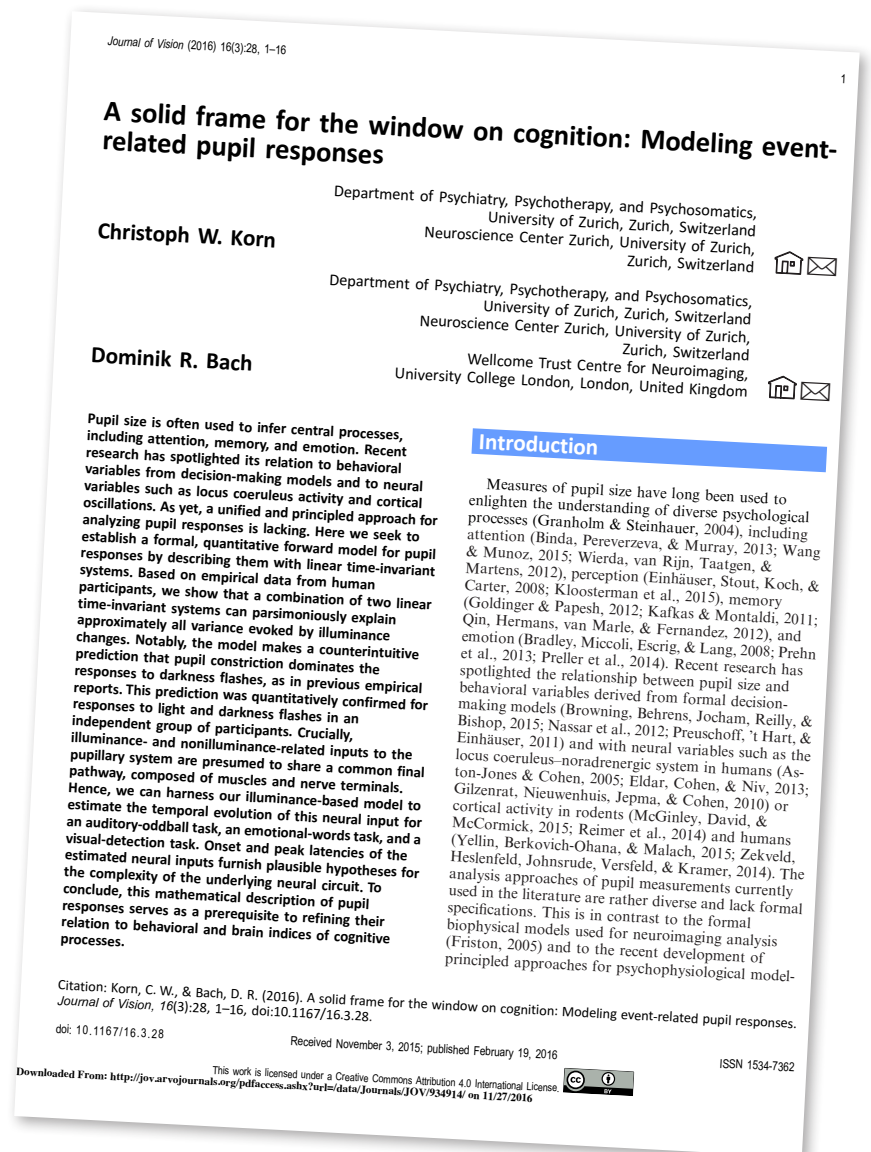 Journal of Vision (2016) 16(3):28, 1–16
1
A solid frame for the window on cognition: Modeling event-
related pupil responses
Christoph W. Korn
Department of Psychiatry, Psychotherapy, and Psychosomatics,
University of Zurich, Zurich, Switzerland
Neuroscience Center Zurich, University of Zurich,
Zurich, Switzerland
Dominik R. Bach
Department of Psychiatry, Psychotherapy, and Psychosomatics,
University of Zurich, Zurich, Switzerland
Neuroscience Center Zurich, University of Zurich,
Zurich, Switzerland
Wellcome Trust Centre for Neuroimaging,
University College London, London, United Kingdom
Pupil size is often used to infer central processes,
including attention, memory, and emotion. Recent
research has spotlighted its relation to behavioral
variables from decision-making models and to neural
variables such as locus coeruleus activity and cortical
oscillations. As yet, a unified and principled approach for
analyzing pupil responses is lacking. Here we seek to
establish a formal, quantitative forward model for pupil
responses by describing them with linear time-invariant
systems. Based on empirical data from human
participants, we show that a combination of two linear
time-invariant systems can parsimoniously explain
approximately all variance evoked by illuminance
changes. Notably, the model makes a counterintuitive
prediction that pupil constriction dominates the
responses to darkness flashes, as in previous empirical
reports. This prediction was quantitatively confirmed for
responses to light and darkness flashes in an
independent group of participants. Crucially,
illuminance- and nonilluminance-related inputs to the
pupillary system are presumed to share a common final
pathway, composed of muscles and nerve terminals.
Hence, we can harness our illuminance-based model to
estimate the temporal evolution of this neural input for
an auditory-oddball task, an emotional-words task, and a
visual-detection task. Onset and peak latencies of the
estimated neural inputs furnish plausible hypotheses for
the complexity of the underlying neural circuit. To
conclude, this mathematical description of pupil
responses serves as a prerequisite to refining their
relation to behavioral and brain indices of cognitive
processes.
Introduction
Measures of pupil size have long been used to
enlighten the understanding of diverse psychological
processes (Granholm & Steinhauer, 2004), including
attention (Binda, Pereverzeva, & Murray, 2013; Wang
& Munoz, 2015; Wierda, van Rijn, Taatgen, &
Martens, 2012), perception (Einhäuser, Stout, Koch, &
Carter, 2008; Kloosterman et al., 2015), memory
(Goldinger & Papesh, 2012; Kafkas & Montaldi, 2011;
Qin, Hermans, van Marle, & Fernandez, 2012), and
emotion (Bradley, Miccoli, Escrig, & Lang, 2008; Prehn
et al., 2013; Preller et al., 2014). Recent research has
spotlighted the relationship between pupil size and
behavioral variables derived from formal decision-
making models (Browning, Behrens, Jocham, Reilly, &
Bishop, 2015; Nassar et al., 2012; Preuschoff, 't Hart, &
Einhäuser, 2011) and with neural variables such as the
locus coeruleus–noradrenergic system in humans (As-
ton-Jones & Cohen, 2005; Eldar, Cohen, & Niv, 2013;
Gilzenrat, Nieuwenhuis, Jepma, & Cohen, 2010) or
cortical activity in rodents (McGinley, David, &
McCormick, 2015; Reimer et al., 2014) and humans
(Yellin, Berkovich-Ohana, & Malach, 2015; Zekveld,
Heslenfeld, Johnsrude, Versfeld, & Kramer, 2014). The
analysis approaches of pupil measurements currently
used in the literature are rather diverse and lack formal
specifications. This is in contrast to the formal
biophysical models used for neuroimaging analysis
(Friston, 2005) and to the recent development of
principled approaches for psychophysiological model-
Citation: Korn, C. W., & Bach, D. R. (2016). A solid frame for the window on cognition: Modeling event-related pupil responses.
Journal of Vision, 16(3):28, 1–16, doi:10.1167/16.3.28.
doi: 10.1167/16.3.28
Received November 3, 2015; published February 19, 2016
ISSN 1534-7362
This work is licensed under a Creative Commons Attribution 4.0 International License.
cc BY
Downloaded From: http://jov.arvojournals.org/pdfaccess.ashx?url=/data/Journals/JOV/934914/ on 11/27/2016